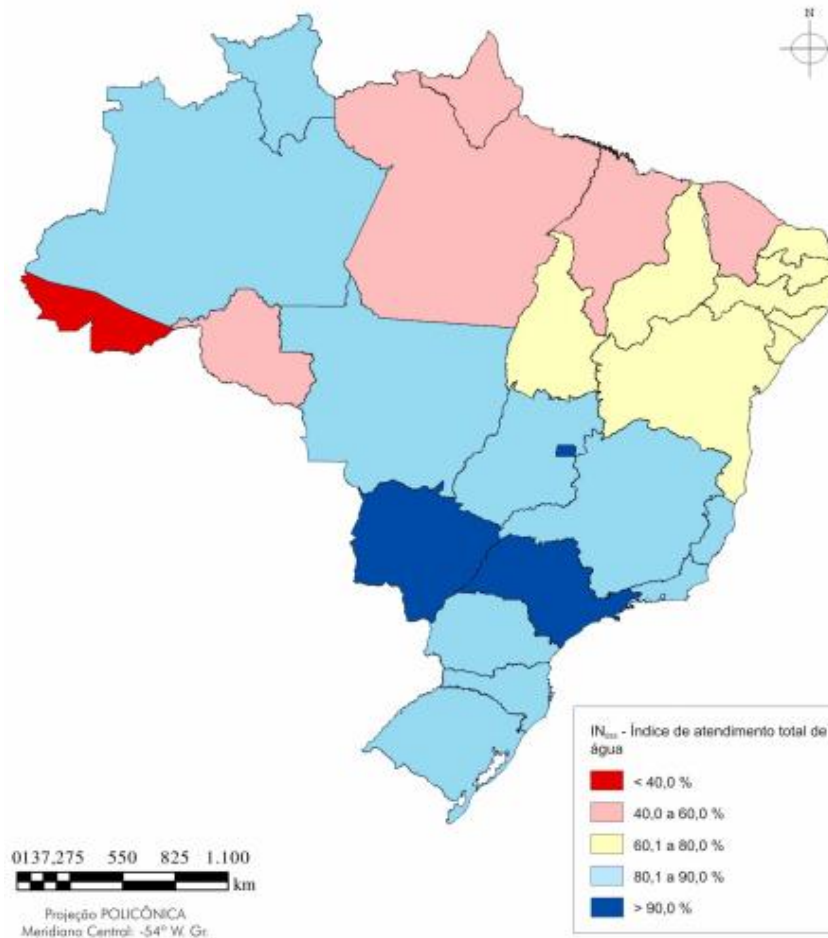 N
IN₀₅₅ - Índice de atendimento total de
água
< 40,0 %
40,0 a 60,0 %
60,1 a 80,0 %
80,1 a 90,0 %
> 90,0 %
0137,275 550 825 1.100
km
Projeção POLICÔNICA
Meridiano Central: -54º W. Gr.